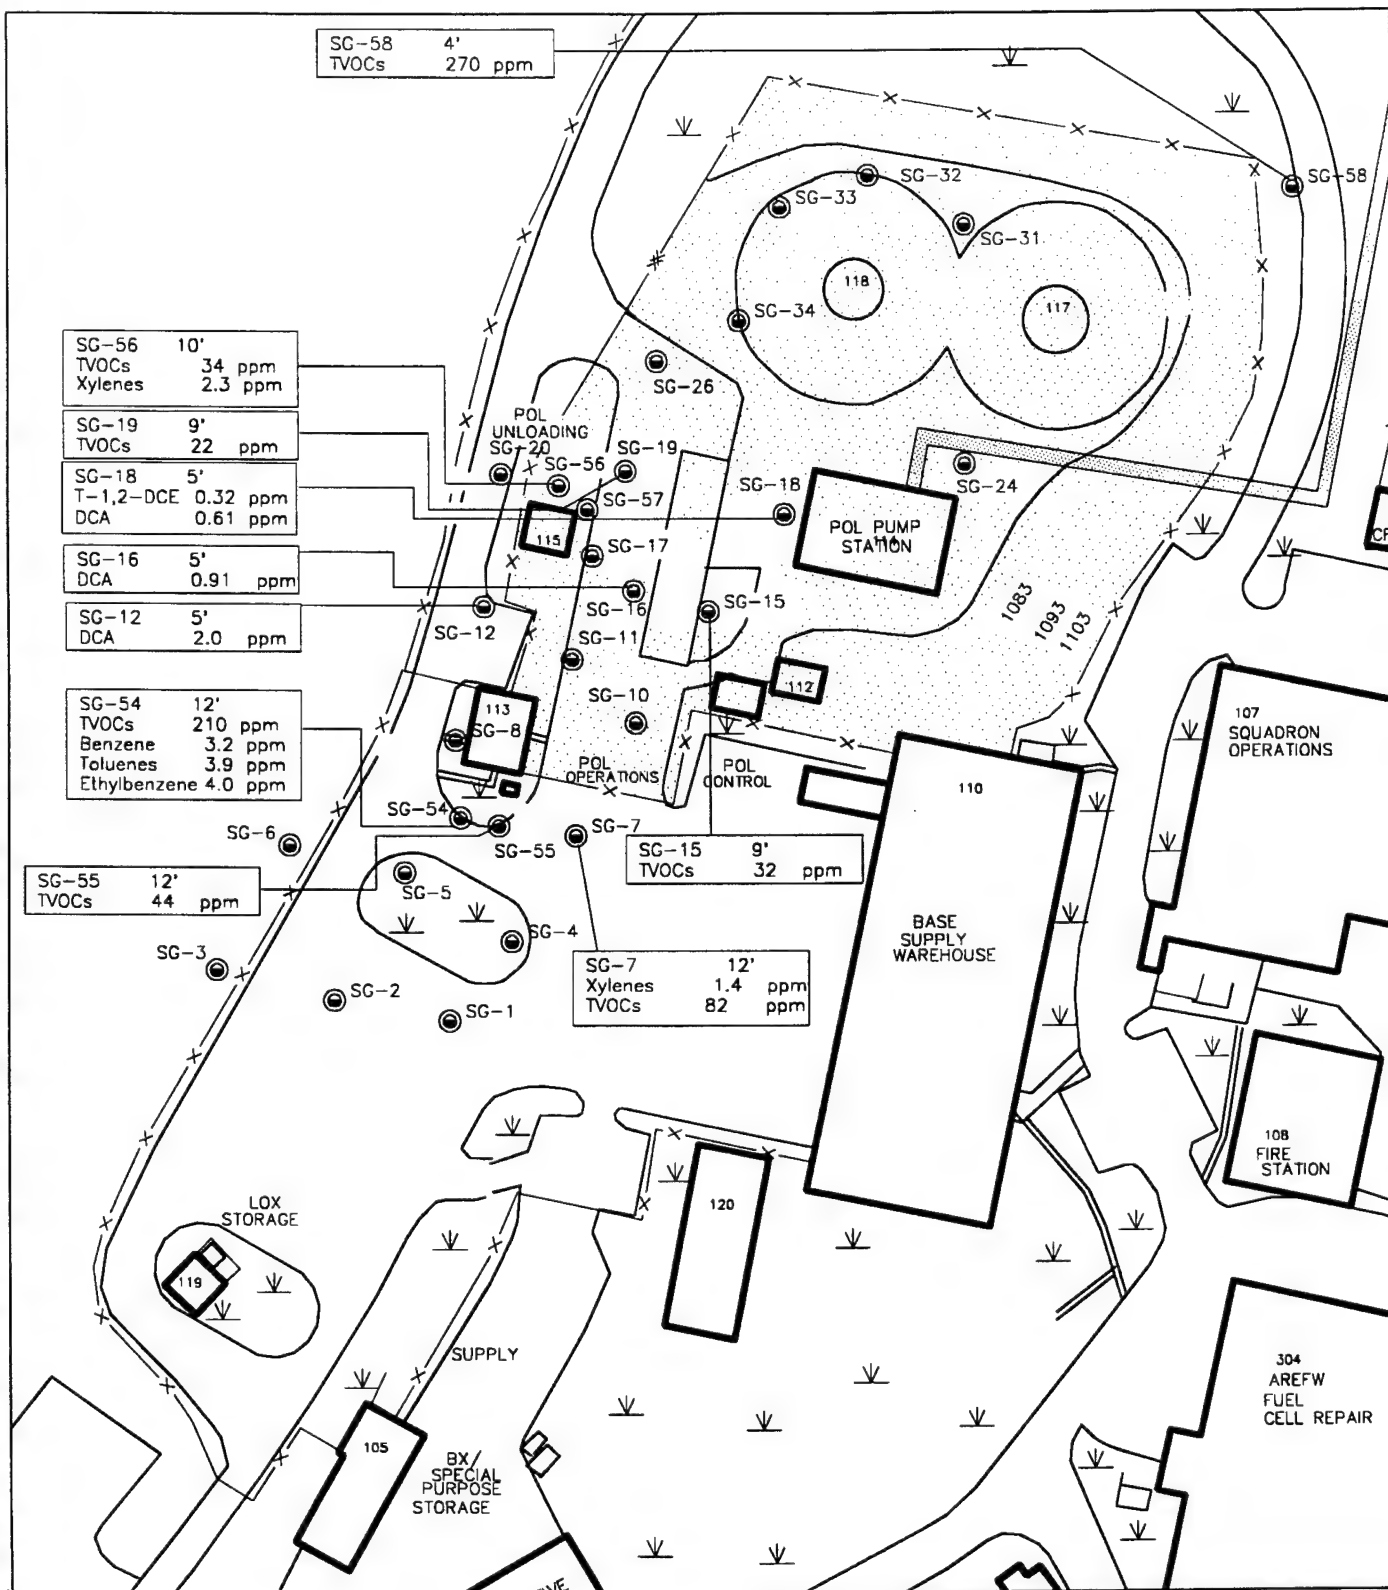 SG-58 4'
TVOCs 270 ppm
SG-58
SG-32
SG-33
SG-31
118
117
SG-34
SG-56 10'
TVOCs 34 ppm
Xylenes 2.3 ppm
SG-26
SG-19 9'
TVOCs 22 ppm
POL
UNLOADING
SG-20
SG-19
SG-56
SG-24
SG-18 5'
T-1,2-DCE 0.32 ppm
DCA 0.61 ppm
SG-57
SG-18
POL PUMP
STATION
114
115
SG-17
SG-16 5'
DCA 0.91 ppm
SG-16
SG-15
SG-12 5'
DCA 2.0 ppm
SG-12
SG-11
1083
1093
1103
112
SG-54 12'
TVOCs 210 ppm
Benzene 3.2 ppm
Toluenes 3.9 ppm
Ethylbenzene 4.0 ppm
113
SG-8
SG-10
107
SQUADRON
OPERATIONS
POL
OPERATIONS
POL
CONTROL
110
SG-54
SG-6
SG-55
SG-7
SG-15 9'
TVOCs 32 ppm
SG-55 12'
TVOCs 44 ppm
SG-5
SG-4
BASE
SUPPLY
WAREHOUSE
SG-3
SG-2
SG-1
SG-7 12'
Xylenes 1.4 ppm
TVOCs 82 ppm
108
FIRE
STATION
LOX
STORAGE
120
119
SUPPLY
304
AREFW
FUEL
CELL REPAIR
105
BX/
SPECIAL
PURPOSE
STORAGE